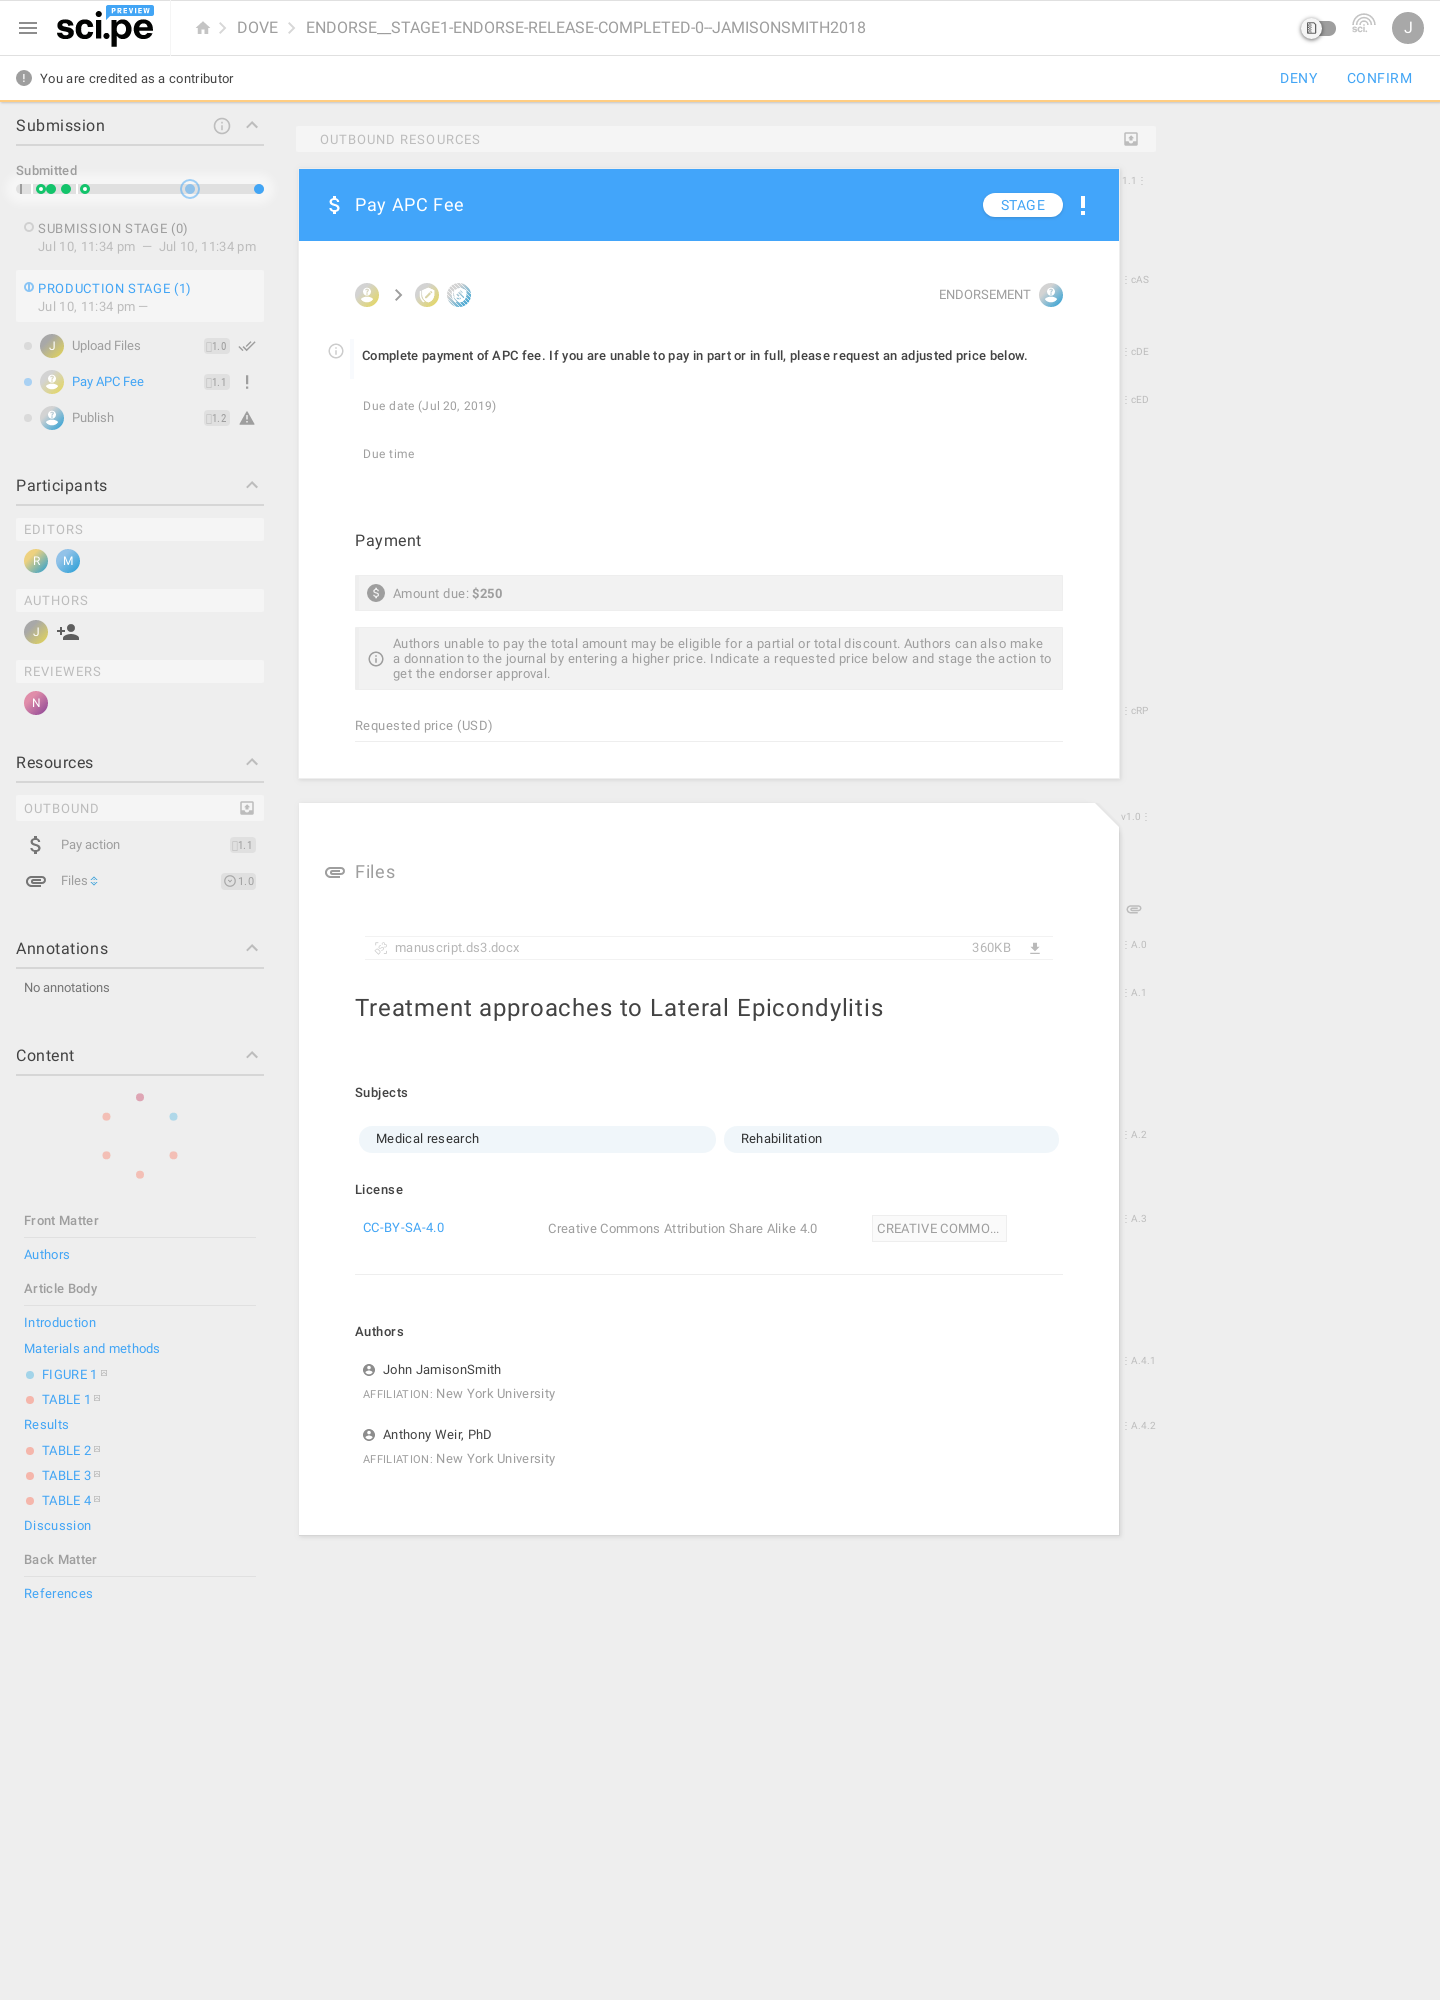 PREVIEW
sci.pe
DOVE
ENDORSE__STAGE1-ENDORSE-RELEASE-COMPLETED-0--JAMISONSMITH2018
sci.
J
You are credited as a contributor
DENY
CONFIRM
Submission
Submitted
SUBMISSION STAGE (0)
Jul 10, 11:34 pm — Jul 10, 11:34 pm
PRODUCTION STAGE (1)
Jul 10, 11:34 pm —
J Upload Files 1.0
Pay APC Fee 1.1
Publish 1.2
Participants
EDITORS
R M
AUTHORS
J
REVIEWERS
N
Resources
OUTBOUND
Pay action 1.1
Files 1.0
Annotations
No annotations
Content
Front Matter
Authors
Article Body
Introduction
Materials and methods
FIGURE 1
TABLE 1
Results
TABLE 2
TABLE 3
TABLE 4
Discussion
Back Matter
References
OUTBOUND RESOURCES
Pay APC Fee
STAGE
1.1
ENDORSEMENT
cAS
Complete payment of APC fee. If you are unable to pay in part or in full, please request an adjusted price below.
cDE
Due date (Jul 20, 2019)
cED
Due time
Payment
Amount due: $250
Authors unable to pay the total amount may be eligible for a partial or total discount. Authors can also make
a donnation to the journal by entering a higher price. Indicate a requested price below and stage the action to
get the endorser approval.
cRP
Requested price (USD)
v1.0
Files
manuscript.ds3.docx 360KB
A.0
Treatment approaches to Lateral Epicondylitis
A.1
Subjects
Medical research
Rehabilitation
A.2
License
CC-BY-SA-4.0
Creative Commons Attribution Share Alike 4.0
CREATIVE COMMO...
A.3
Authors
John JamisonSmith
A.4.1
AFFILIATION: New York University
Anthony Weir, PhD
A.4.2
AFFILIATION: New York University